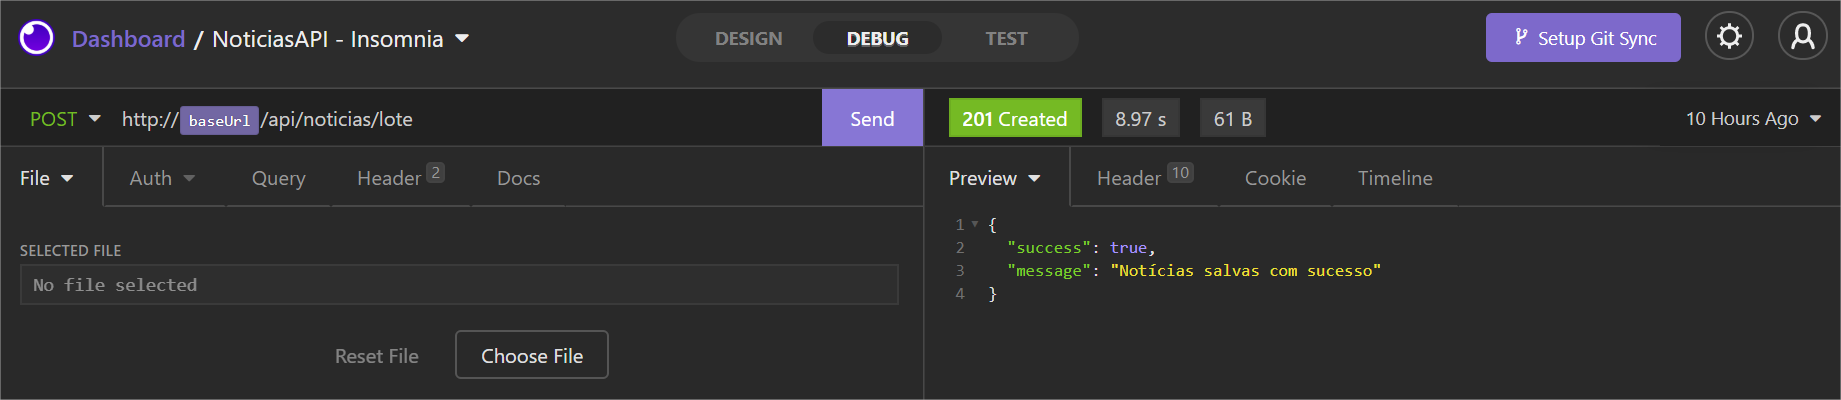 Dashboard / NoticiasAPI - Insomnia
DESIGN DEBUG TEST
Setup Git Sync
POST http://baseUrl/api/noticias/lote Send
201 Created 8.97 s 61 B 10 Hours Ago
File Auth Query Header 2 Docs
Preview Header 10 Cookie Timeline
SELECTED FILE
No file selected
Reset File Choose File
1 {
2 "success": true,
3 "message": "Notícias salvas com sucesso"
4 }